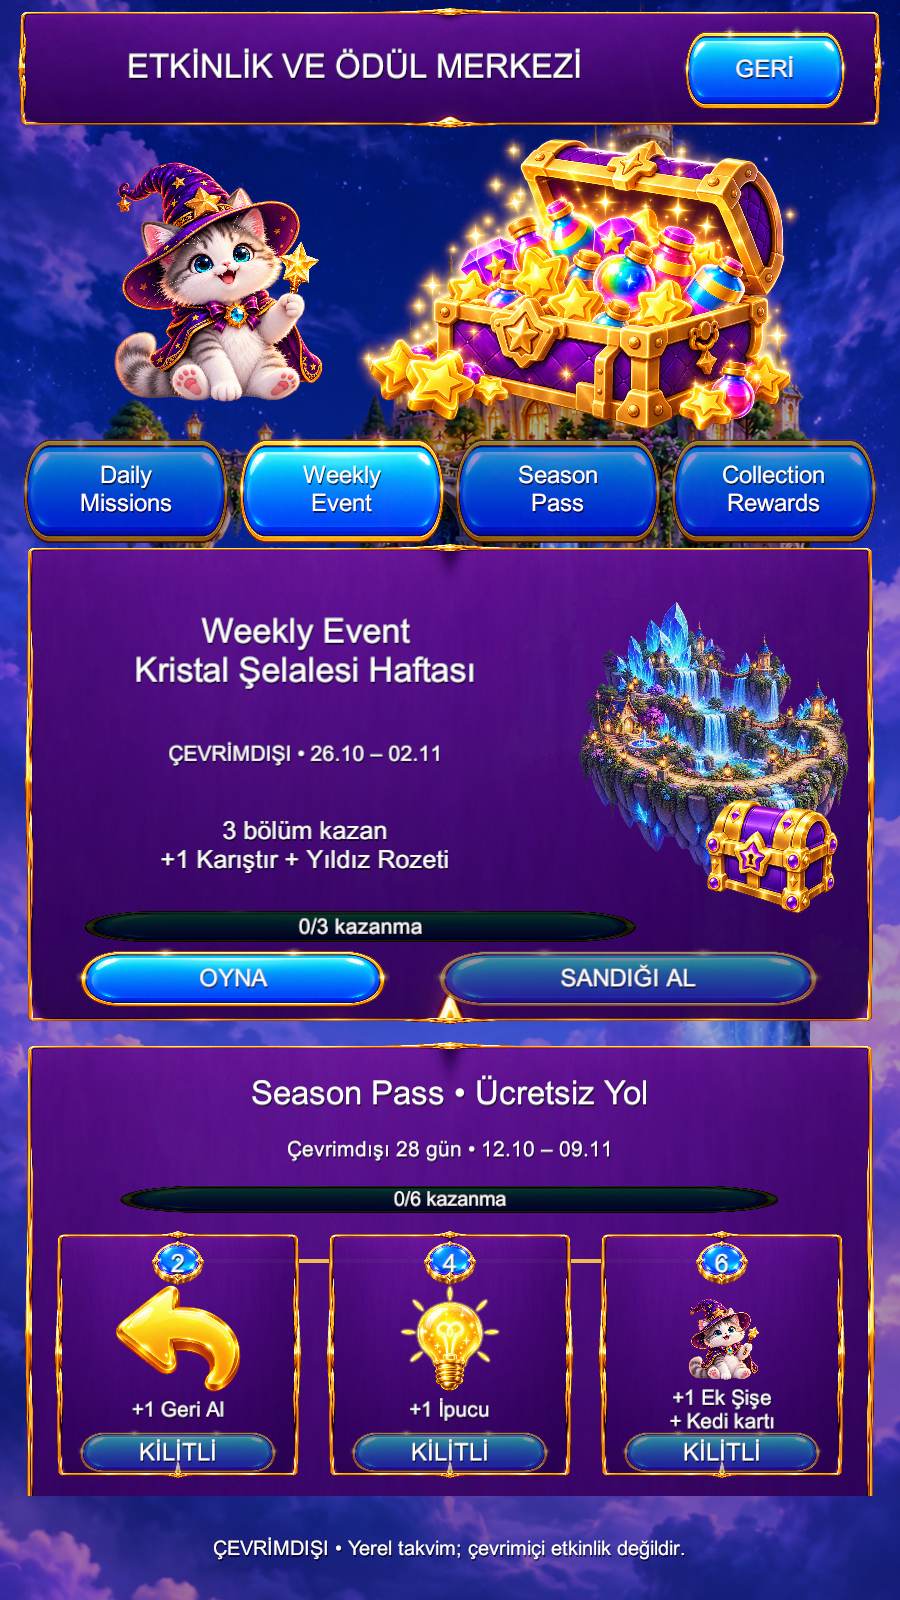 ETKİNLİK VE ÖDÜL MERKEZİ
GERİ
Daily
Missions
Weekly
Event
Season
Pass
Collection
Rewards
Weekly Event
Kristal Şelalesi Haftası
ÇEVRİMDIŞI • 26.10 – 02.11
3 bölüm kazan
+1 Karıştır + Yıldız Rozeti
0/3 kazanma
OYNA
SANDIĞI AL
Season Pass • Ücretsiz Yol
Çevrimdışı 28 gün • 12.10 – 09.11
0/6 kazanma
2
4
6
+1 Geri Al
+1 İpucu
+1 Ek Şişe
+ Kedi kartı
KİLİTLİ
KİLİTLİ
KİLİTLİ
ÇEVRİMDIŞI • Yerel takvim; çevrimiçi etkinlik değildir.